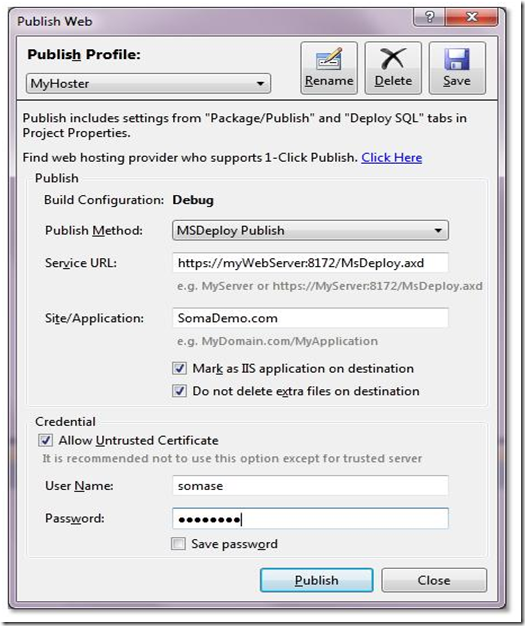 Publish Web
Publish Profile:
MyHoster
Rename
Delete
Save
Publish includes settings from "Package/Publish" and "Deploy SQL" tabs in
Project Properties.
Find web hosting provider who supports 1-Click Publish. Click Here
Publish
Build Configuration: Debug
Publish Method: MSDeploy Publish
Service URL: https://myWebServer:8172/MsDeploy.axd
e.g. MyServer or https://MyServer:8172/MsDeploy.axd
Site/Application: SomaDemo.com
e.g. MyDomain.com/MyApplication
Mark as IIS application on destination
Do not delete extra files on destination
Credential
Allow Untrusted Certificate
It is recommended not to use this option except for trusted server
User Name: somase
Password: ●●●●●●●●
Save password
Publish
Close